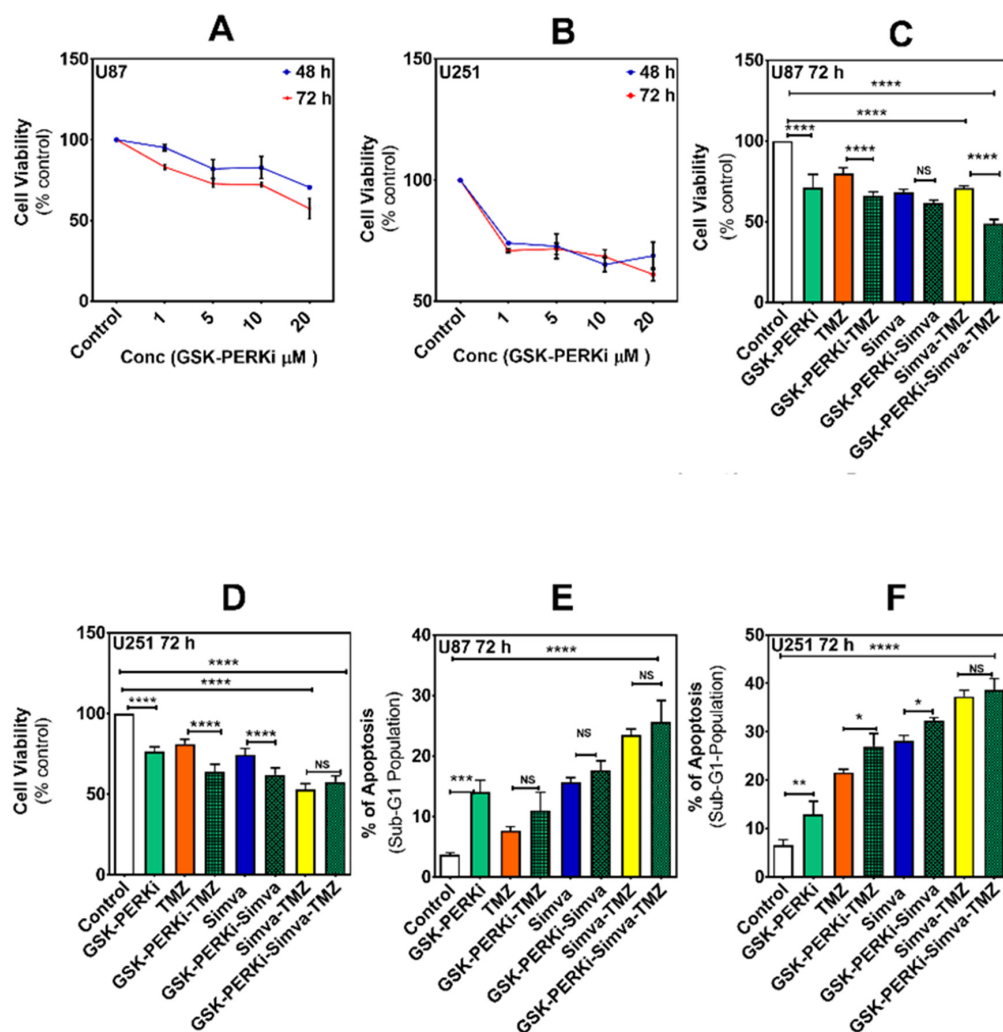 A
B
C
150
U87
48 h
72 h
100
50
0
Cell Viability
(% control)
Control
1
5
10
20
Conc (GSK-PERKi μM )
150
U251
48 h
72 h
100
50
Cell Viability
(% control)
Control
1
5
10
20
Conc (GSK-PERKi μM )
150
U87 72 h
****
****
****
****
NS
****
100
50
0
Cell Viability
(% control)
Control
GSK-PERKi
TMZ
GSK-PERKi-TMZ
Simva
GSK-PERKi-Simva
Simva-TMZ
GSK-PERKi-Simva-TMZ
D
E
F
150
U251 72 h
****
****
****
****
****
NS
100
50
0
Cell Viability
(% control)
Control
GSK-PERKi
TMZ
GSK-PERKi-TMZ
Simva
GSK-PERKi-Simva
Simva-TMZ
GSK-PERKi-Simva-TMZ
40
U87 72 h
****
NS
NS
***
NS
30
20
10
0
% of Apoptosis
(Sub-G1 Population)
Control
GSK-PERKi
TMZ
GSK-PERKi-TMZ
Simva
GSK-PERKi-Simva
Simva-TMZ
GSK-PERKi-Simva-TMZ
50
U251 72 h
****
NS
*
*
**
40
30
20
10
0
% of Apoptosis
(Sub-G1-Population)
Control
GSK-PERKi
TMZ
GSK-PERKi-TMZ
Simva
GSK-PERKi-Simva
Simva-TMZ
GSK-PERKi-Simva-TMZ